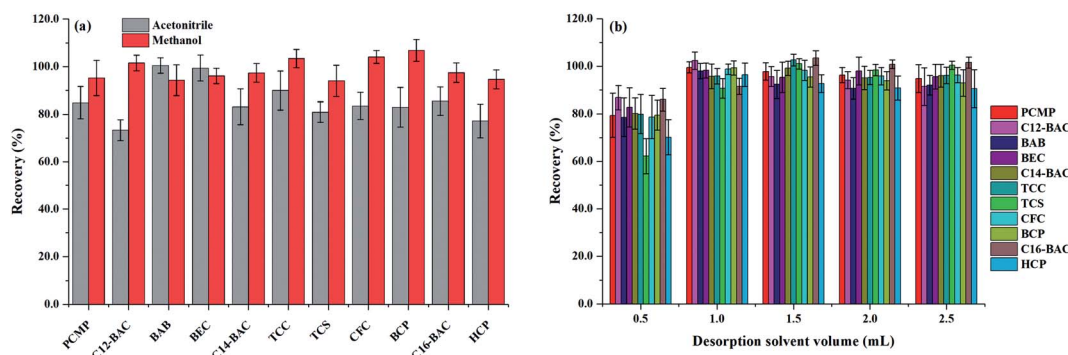 (a)
Acetonitrile
Methanol
120.0
100.0
80.0
60.0
40.0
20.0
0.0
Recovery (%)
PCMP
C12-BAC
BAB
BEC
C14-BAC
TCC
TCS
CFC
BCP
C16-BAC
HCP
(b)
120.0
100.0
80.0
60.0
40.0
20.0
0.0
Recovery (%)
0.5 1.0 1.5 2.0 2.5
Desorption solvent volume (mL)
PCMP
C12-BAC
BAB
BEC
C14-BAC
TCC
TCS
CFC
BCP
C16-BAC
HCP